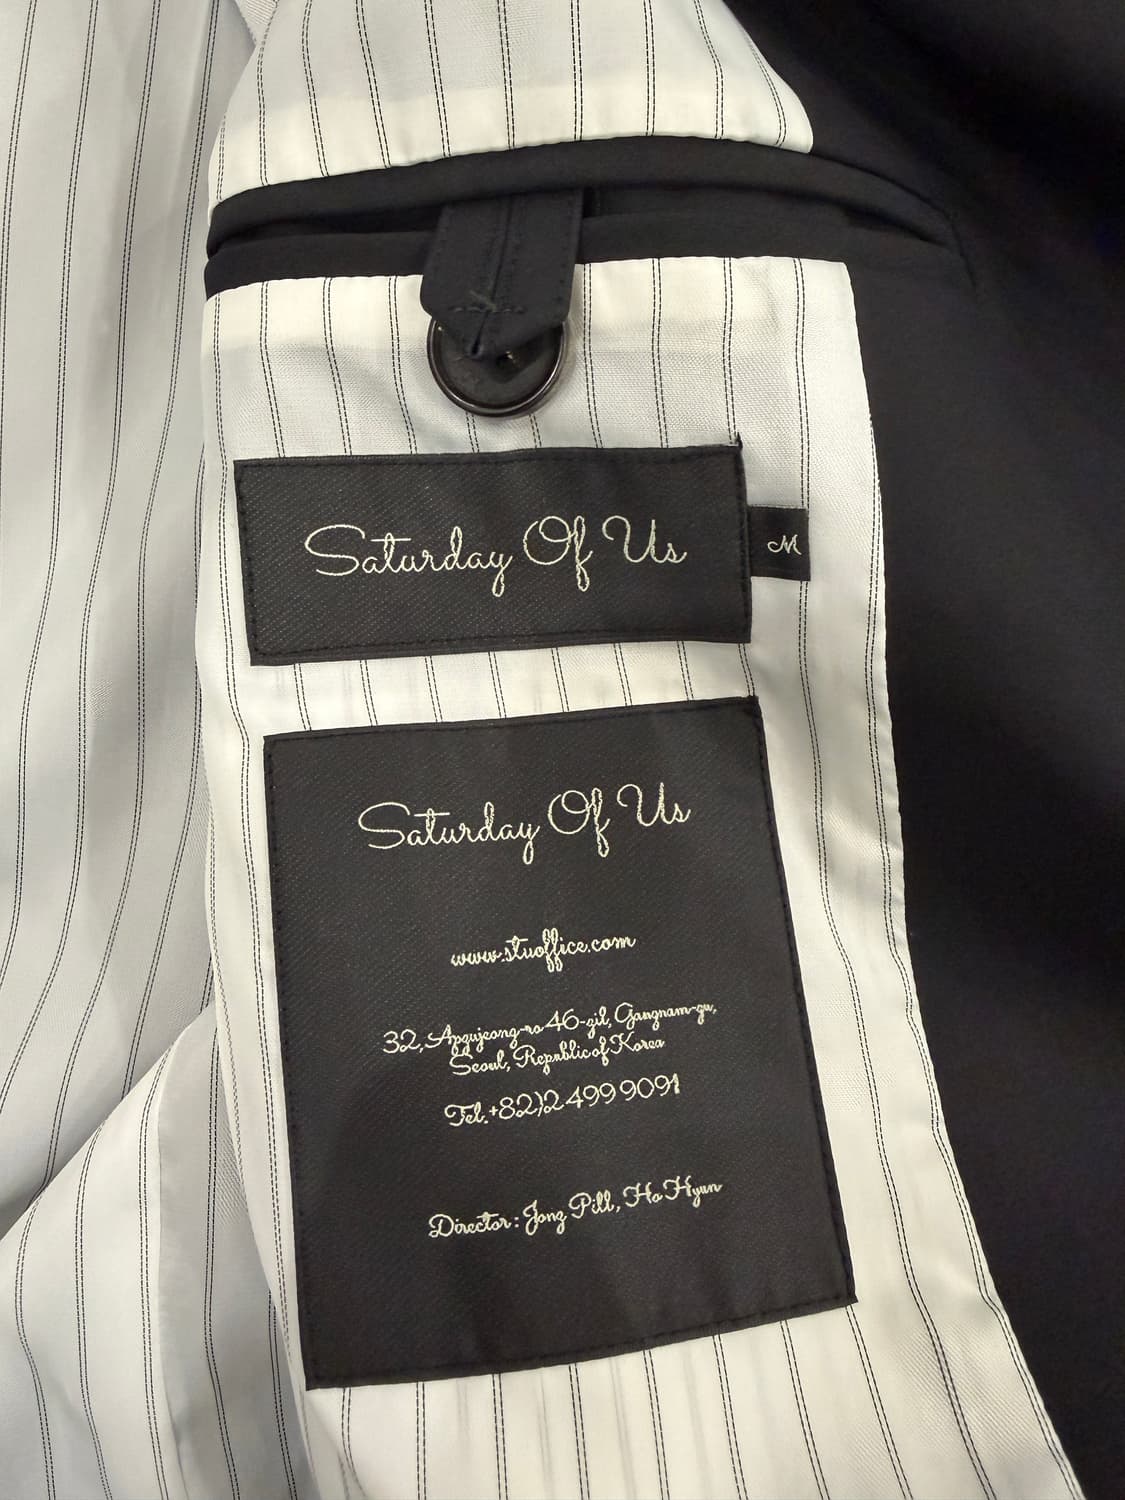 Saturday Of Us
M
Saturday Of Us
www.stuoffice.com
32, Apgujeong-ro 46-gil, Gangnam-gu,
Seoul, Republic of Korea
Tel.+82)2 499 9091
Director: Jong Pill, Ho Hyun